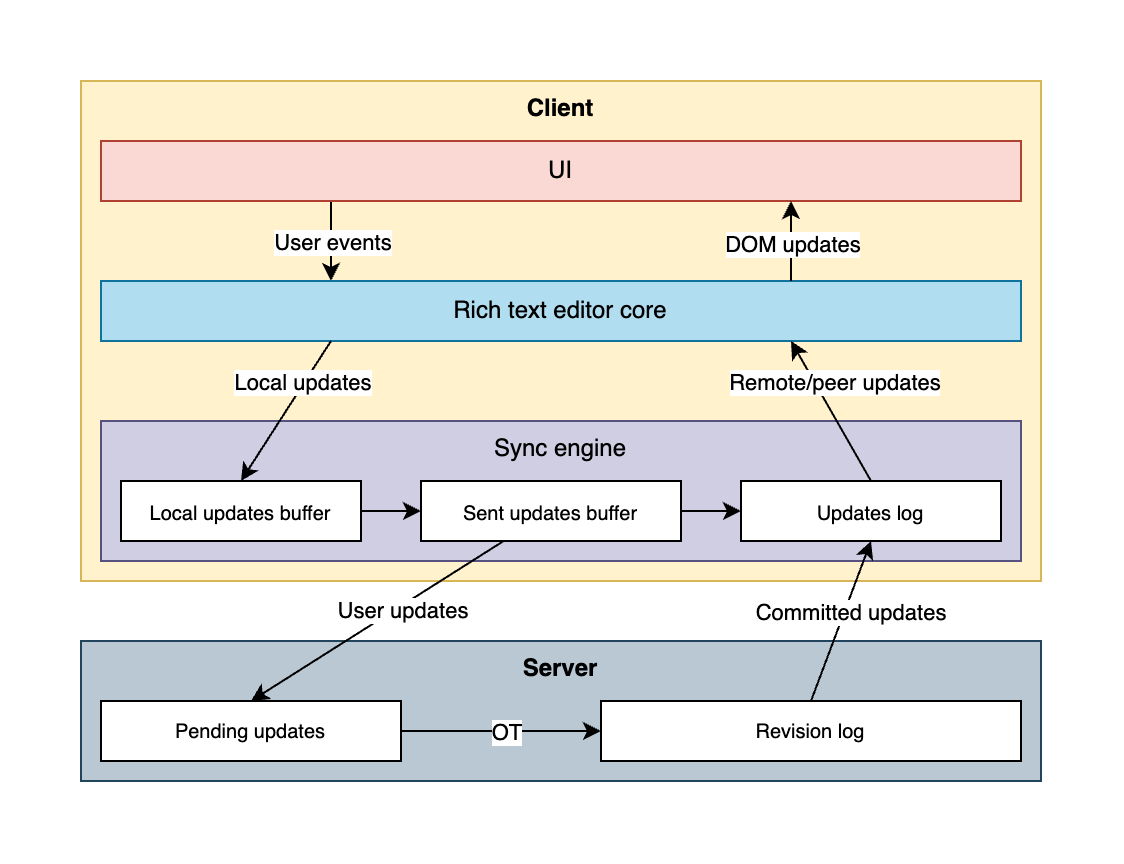 Client
UI
User events
DOM updates
Rich text editor core
Local updates
Remote/peer updates
Sync engine
Local updates buffer
Sent updates buffer
Updates log
User updates
Committed updates
Server
Pending updates
OT
Revision log